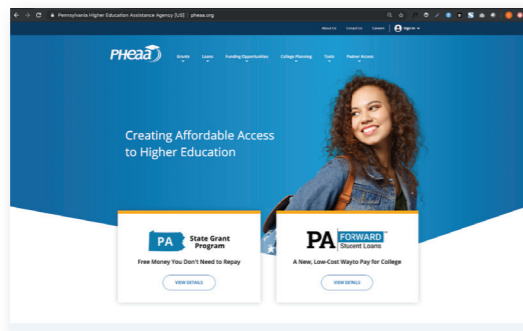 Pennsylvania Higher Education Assistance Agency [US] | pheaa.org
About Us Contact Us Careers Sign In
PHEAA
Grants Loans Funding Opportunities College Planning Tools Partner Access
Creating Affordable Access
to Higher Education
PA State Grant
Program
Free Money You Don't Need to Repay
VIEW DETAILS
PA FORWARD
Student Loans
A New, Low-Cost Wayto Pay for College
VIEW DETAILS